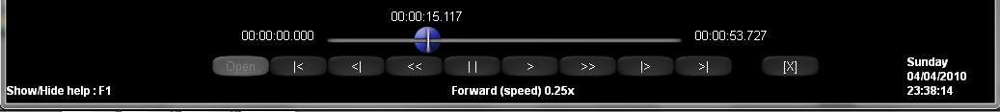 00:00:15.117
00:00:00.000 00:00:53.727
Open |< <| << || > >> |> >| [X]
Sunday
04/04/2010
Show/Hide help : F1 Forward (speed) 0.25x 23:38:14